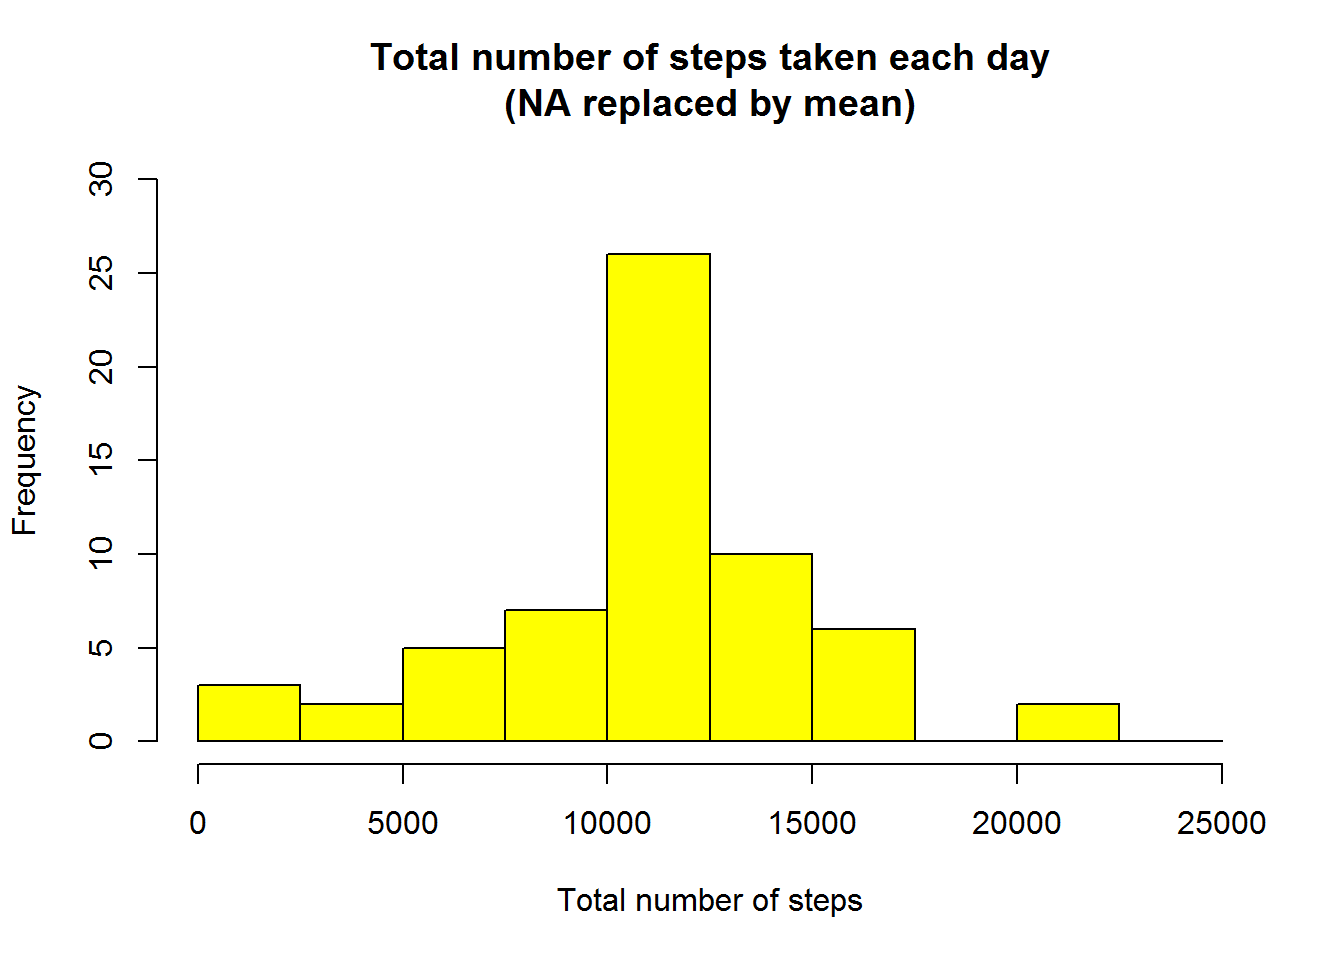 Total number of steps taken each day
(NA replaced by mean)
30
25
20
15
10
5
0
Frequency
0 5000 10000 15000 20000 25000
Total number of steps